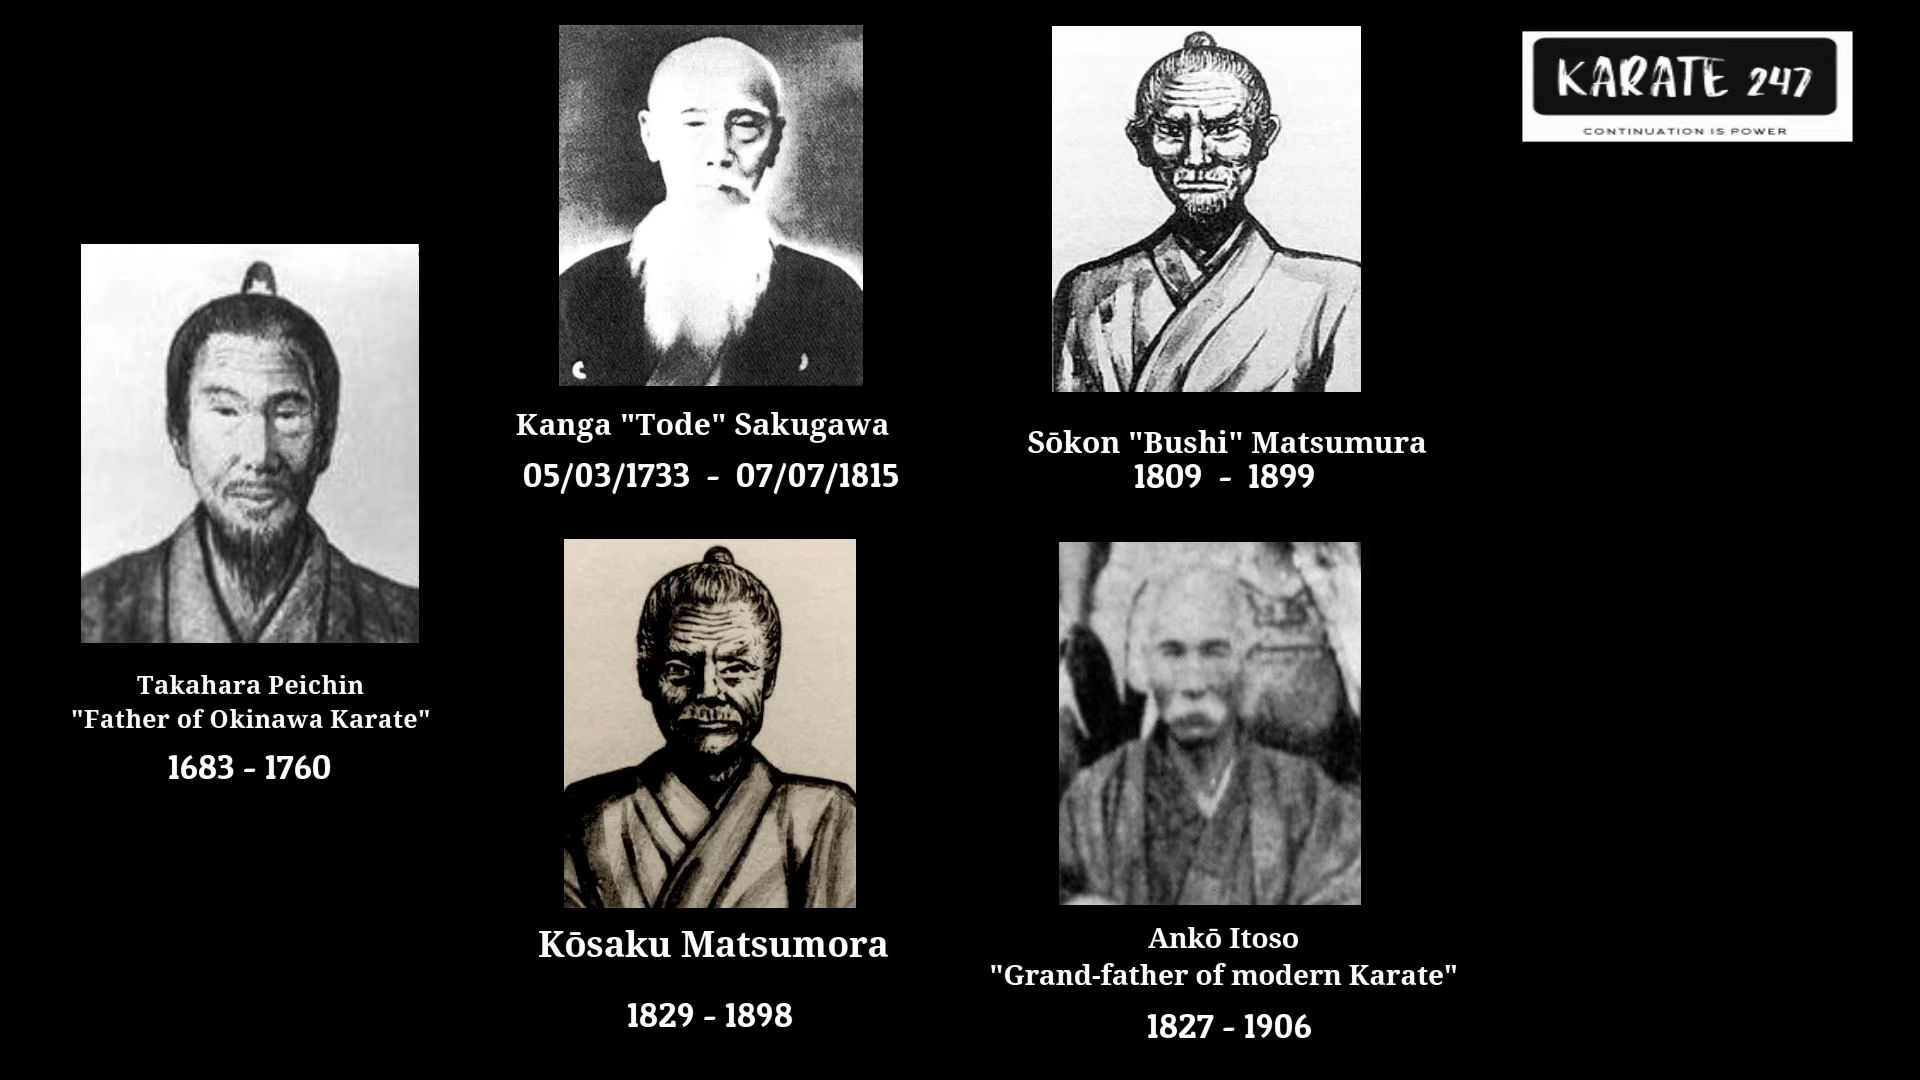 KARATE 247
CONTINUATION IS POWER
Kanga "Tode" Sakugawa
05/03/1733 - 07/07/1815
Sōkon "Bushi" Matsumura
1809 - 1899
Takahara Peichin
"Father of Okinawa Karate"
1683 - 1760
Kōsaku Matsumora
1829 - 1898
Ankō Itoso
"Grand-father of modern Karate"
1827 - 1906